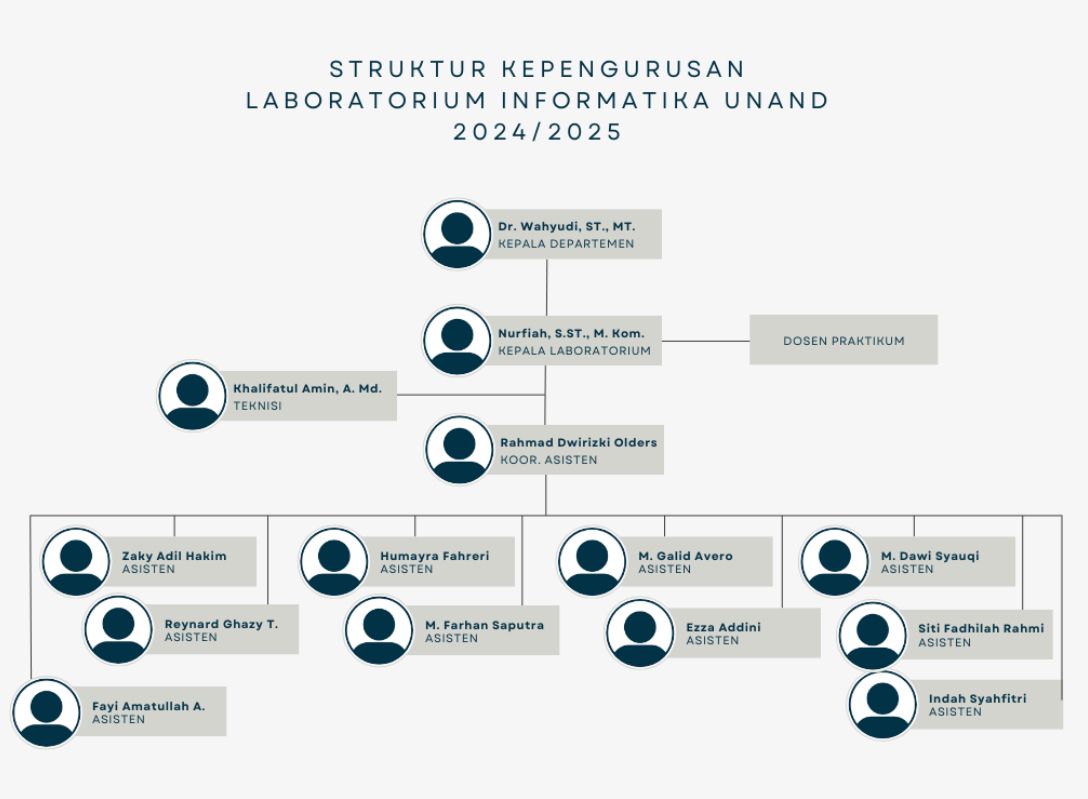 STRUKTUR KEPENGURUSAN
LABORATORIUM INFORMATIKA UNAND
2024/2025
Dr. Wahyudi, ST., MT.
KEPALA DEPARTEMEN
Nurfiah, S.ST., M. Kom.
KEPALA LABORATORIUM
DOSEN PRAKTIKUM
Khalifatul Amin, A. Md.
TEKNISI
Rahmad Dwirizki Olders
KOOR. ASISTEN
Zaky Adil Hakim
ASISTEN
Humayra Fahreri
ASISTEN
M. Galid Avero
ASISTEN
M. Dawi Syauqi
ASISTEN
Reynard Ghazy T.
ASISTEN
M. Farhan Saputra
ASISTEN
Ezza Addini
ASISTEN
Siti Fadhilah Rahmi
ASISTEN
Fayi Amatullah A.
ASISTEN
Indah Syahfitri
ASISTEN